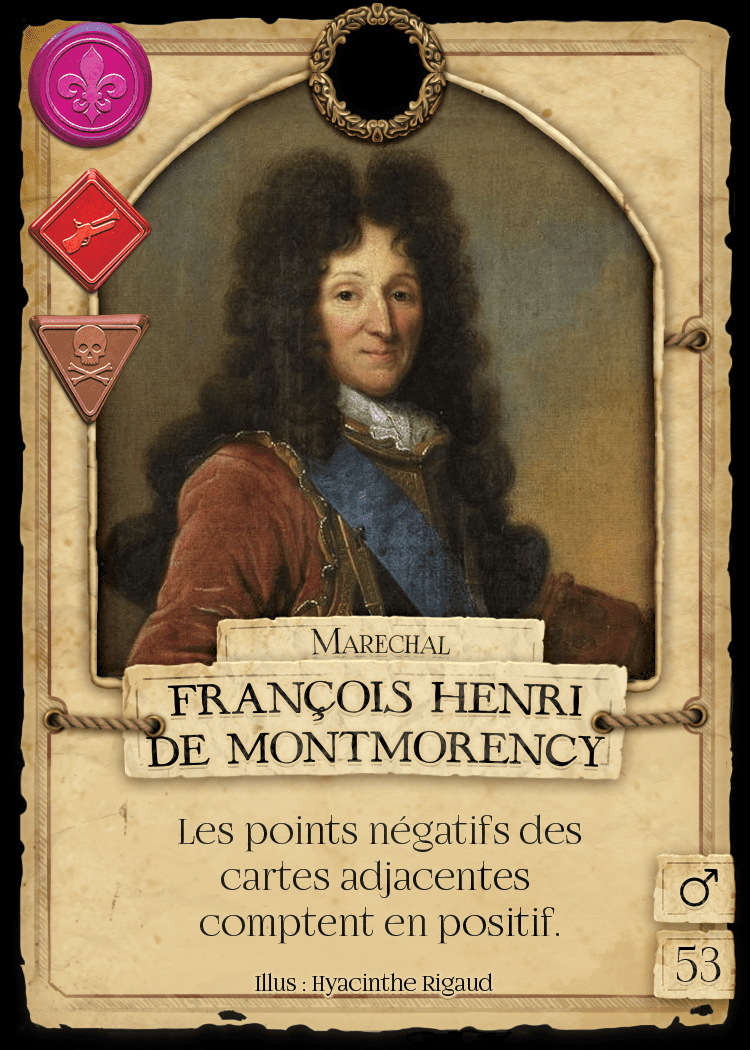 Marechal
François Henri
de Montmorency
Les points négatifs des
cartes adjacentes
comptent en positif.
♂
53
Illus : Hyacinthe Rigaud